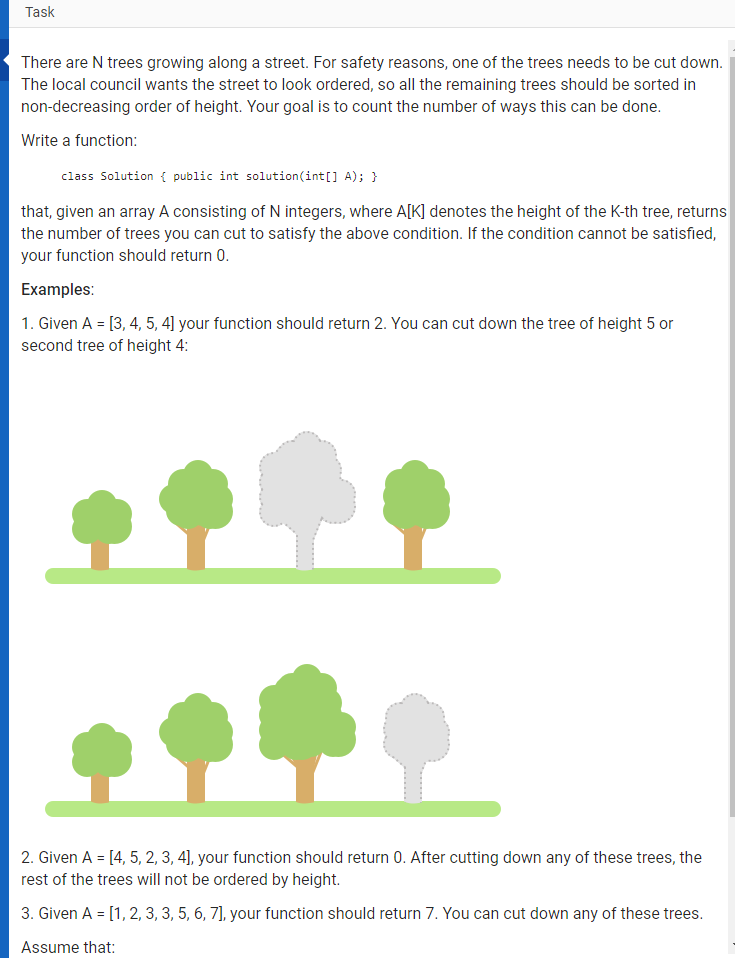 Task
There are N trees growing along a street. For safety reasons, one of the trees needs to be cut down.
The local council wants the street to look ordered, so all the remaining trees should be sorted in
non-decreasing order of height. Your goal is to count the number of ways this can be done.
Write a function:
class Solution { public int solution(int[] A); }
that, given an array A consisting of N integers, where A[K] denotes the height of the K-th tree, returns
the number of trees you can cut to satisfy the above condition. If the condition cannot be satisfied,
your function should return 0.
Examples:
1. Given A = [3, 4, 5, 4] your function should return 2. You can cut down the tree of height 5 or
second tree of height 4:
2. Given A = [4, 5, 2, 3, 4], your function should return 0. After cutting down any of these trees, the
rest of the trees will not be ordered by height.
3. Given A = [1, 2, 3, 3, 5, 6, 7], your function should return 7. You can cut down any of these trees.
Assume that: